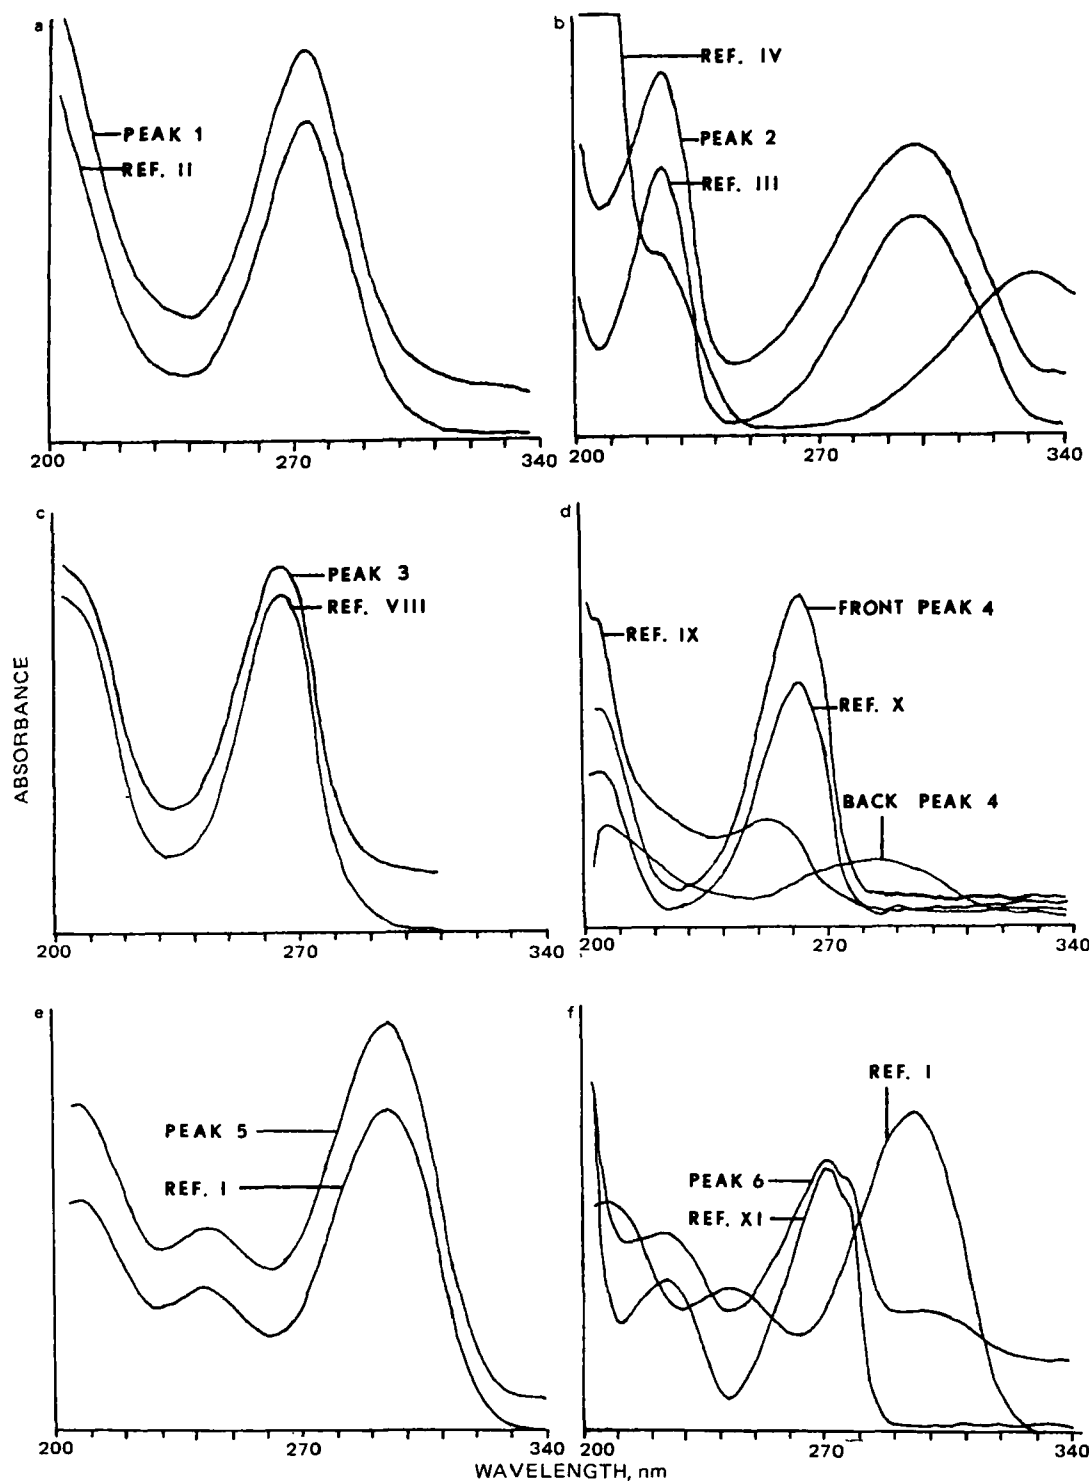 a
PEAK 1
REF. II
200
270
340
b
REF. IV
PEAK 2
REF. III
200
270
340
c
PEAK 3
REF. VIII
200
270
340
d
REF. IX
FRONT PEAK 4
REF. X
BACK PEAK 4
200
270
340
ABSORBANCE
e
PEAK 5
REF. I
200
270
340
f
REF. I
PEAK 6
REF. XI
200
270
340
WAVELENGTH, nm